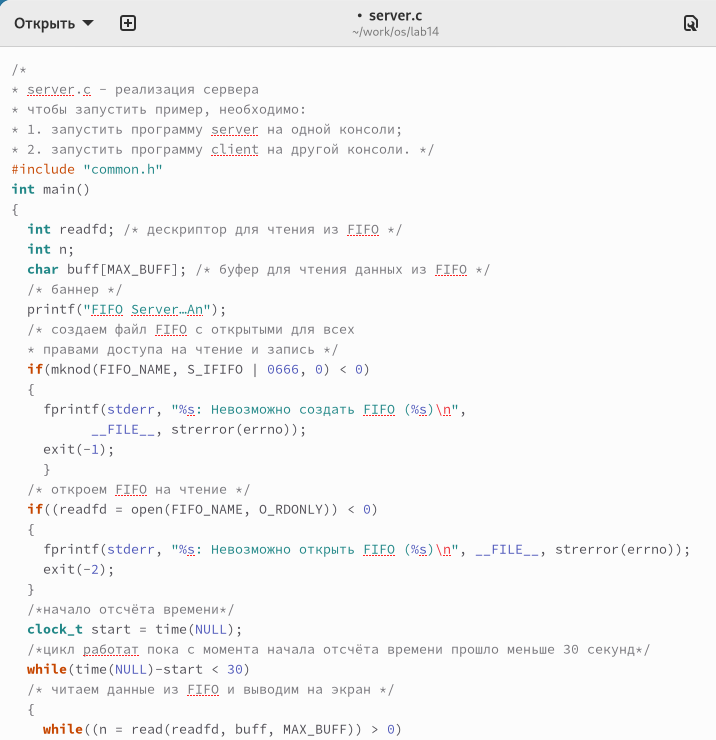 Открыть
• server.c
~/work/os/lab14
/*
* server.c - реализация сервера
* чтобы запустить пример, необходимо:
* 1. запустить программу server на одной консоли;
* 2. запустить программу client на другой консоли. */
#include "common.h"
int main()
{
int readfd; /* дескриптор для чтения из FIFO */
int n;
char buff[MAX_BUFF]; /* буфер для чтения данных из FIFO */
/* баннер */
printf("FIFO Server…An");
/* создаем файл FIFO с открытыми для всех
* правами доступа на чтение и запись */
if(mknod(FIFO_NAME, S_IFIFO | 0666, 0) < 0)
{
fprintf(stderr, "%s: Невозможно создать FIFO (%s)\n",
__FILE__, strerror(errno));
exit(-1);
}
/* откроем FIFO на чтение */
if((readfd = open(FIFO_NAME, O_RDONLY)) < 0)
{
fprintf(stderr, "%s: Невозможно открыть FIFO (%s)\n", __FILE__, strerror(errno));
exit(-2);
}
/*начало отсчёта времени*/
clock_t start = time(NULL);
/*цикл работат пока с момента начала отсчёта времени прошло меньше 30 секунд*/
while(time(NULL)-start < 30)
/* читаем данные из FIFO и выводим на экран */
{
while((n = read(readfd, buff, MAX_BUFF)) > 0)